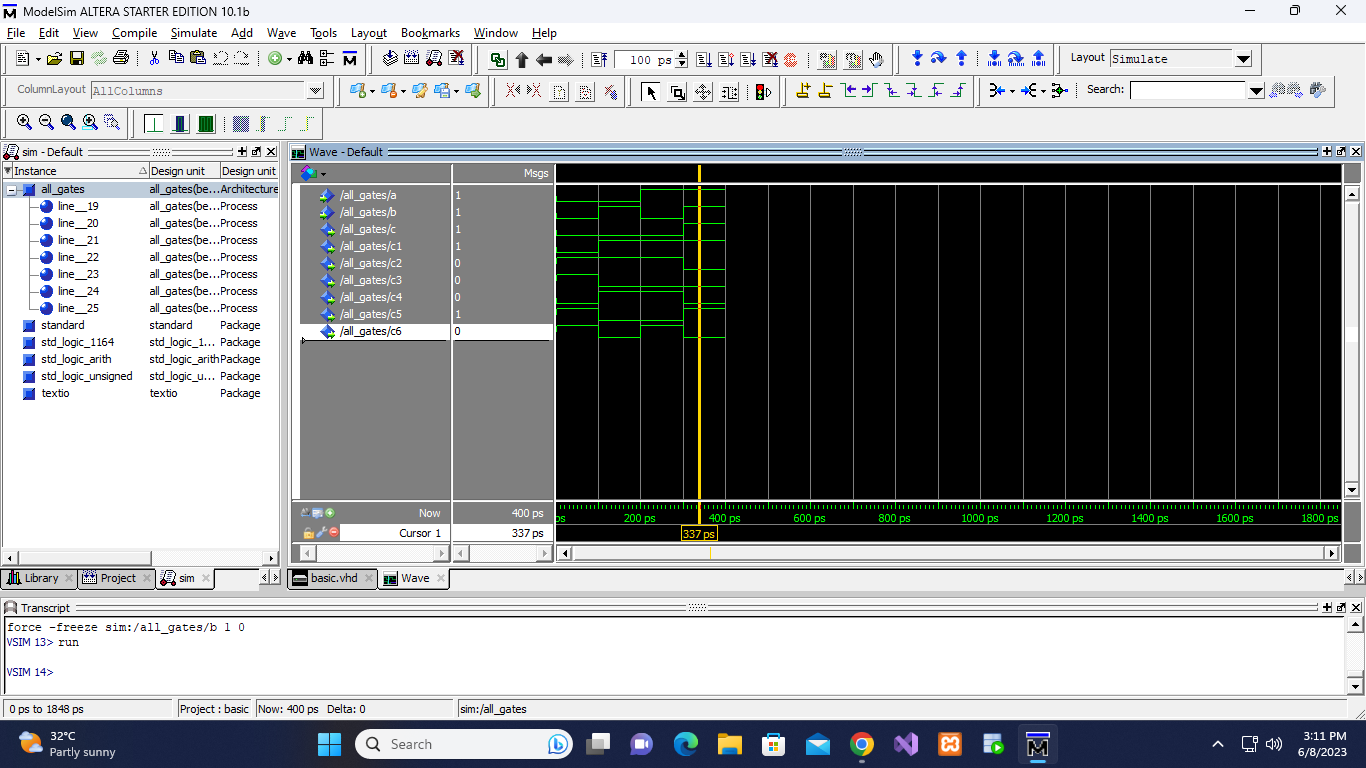 ModelSim ALTERA STARTER EDITION 10.1b
File Edit View Compile Simulate Add Wave Tools Layout Bookmarks Window Help
100 ps
Layout Simulate
ColumnLayout AllColumns
Search:
sim - Default
Instance Design unit Design unit
all_gates all_gates(be... Architecture
line__19 all_gates(be... Process
line__20 all_gates(be... Process
line__21 all_gates(be... Process
line__22 all_gates(be... Process
line__23 all_gates(be... Process
line__24 all_gates(be... Process
line__25 all_gates(be... Process
standard standard Package
std_logic_1164 std_logic_1... Package
std_logic_arith std_logic_arith Package
std_logic_unsigned std_logic_u... Package
textio textio Package
Library Project sim
Wave - Default
Msgs
/all_gates/a 1
/all_gates/b 1
/all_gates/c 1
/all_gates/c1 1
/all_gates/c2 0
/all_gates/c3 0
/all_gates/c4 0
/all_gates/c5 1
/all_gates/c6 0
Now 400 ps
ps 200 ps 400 ps 600 ps 800 ps 1000 ps 1200 ps 1400 ps 1600 ps 1800 ps
Cursor 1 337 ps
337 ps
basic.vhd Wave
Transcript
force -freeze sim:/all_gates/b 1 0
VSIM 13> run
VSIM 14>
0 ps to 1848 ps Project : basic Now: 400 ps Delta: 0 sim:/all_gates
32°C
Partly sunny
Search
3:11 PM
6/8/2023